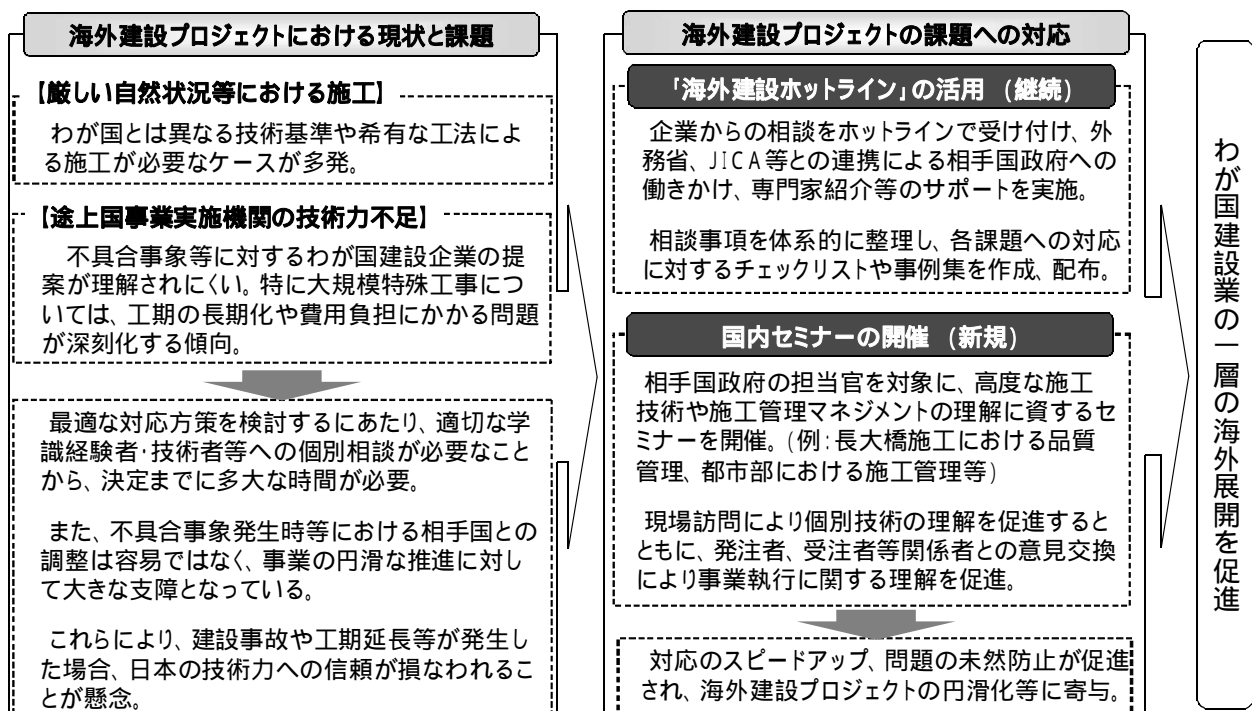 海外建設プロジェクトにおける現状と課題
【厳しい自然状況等における施工】
わが国とは異なる技術基準や希有な工法によ
る施工が必要なケースが多発。
【途上国事業実施機関の技術力不足】
不具合事象等に対するわが国建設企業の提
案が理解されにくい。特に大規模特殊工事につ
いては、工期の長期化や費用負担にかかる問題
が深刻化する傾向。
最適な対応方策を検討するにあたり、適切な学
識経験者・技術者等への個別相談が必要なこと
から、決定までに多大な時間が必要。
また、不具合事象発生時等における相手国との
調整は容易ではなく、事業の円滑な推進に対し
て大きな支障となっている。
これらにより、建設事故や工期延長等が発生し
た場合、日本の技術力への信頼が損なわれるこ
とが懸念。
海外建設プロジェクトの課題への対応
「海外建設ホットライン」の活用 (継続)
企業からの相談をホットラインで受け付け、外
務省、JICA等との連携による相手国政府への
働きかけ、専門家紹介等のサポートを実施。
相談事項を体系的に整理し、各課題への対応
に対するチェックリストや事例集を作成、配布。
国内セミナーの開催 (新規)
相手国政府の担当官を対象に、高度な施工
技術や施工管理マネジメントの理解に資するセ
ミナーを開催。(例:長大橋施工における品質
管理、都市部における施工管理等)
現場訪問により個別技術の理解を促進すると
ともに、発注者、受注者等関係者との意見交換
により事業執行に関する理解を促進。
対応のスピードアップ、問題の未然防止が促進
され、海外建設プロジェクトの円滑化等に寄与。
わが国建設業の一層の海外展開を促進